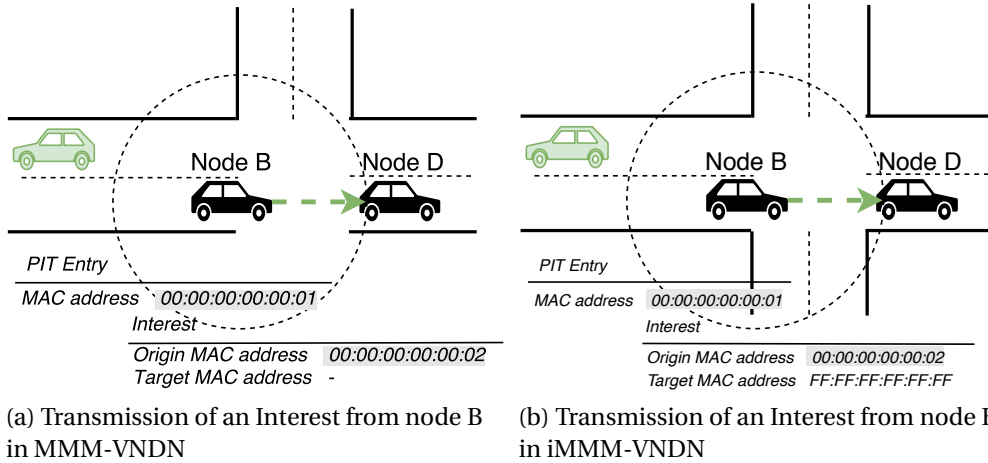 Node B Node D
PIT Entry
MAC address 00:00:00:00:00:01
Interest
Origin MAC address 00:00:00:00:00:02
Target MAC address -
(a) Transmission of an Interest from node B
in MMM-VNDN
Node B Node D
PIT Entry
MAC address 00:00:00:00:00:01
Interest
Origin MAC address 00:00:00:00:00:02
Target MAC address FF:FF:FF:FF:FF:FF
(b) Transmission of an Interest from node B
in iMMM-VNDN